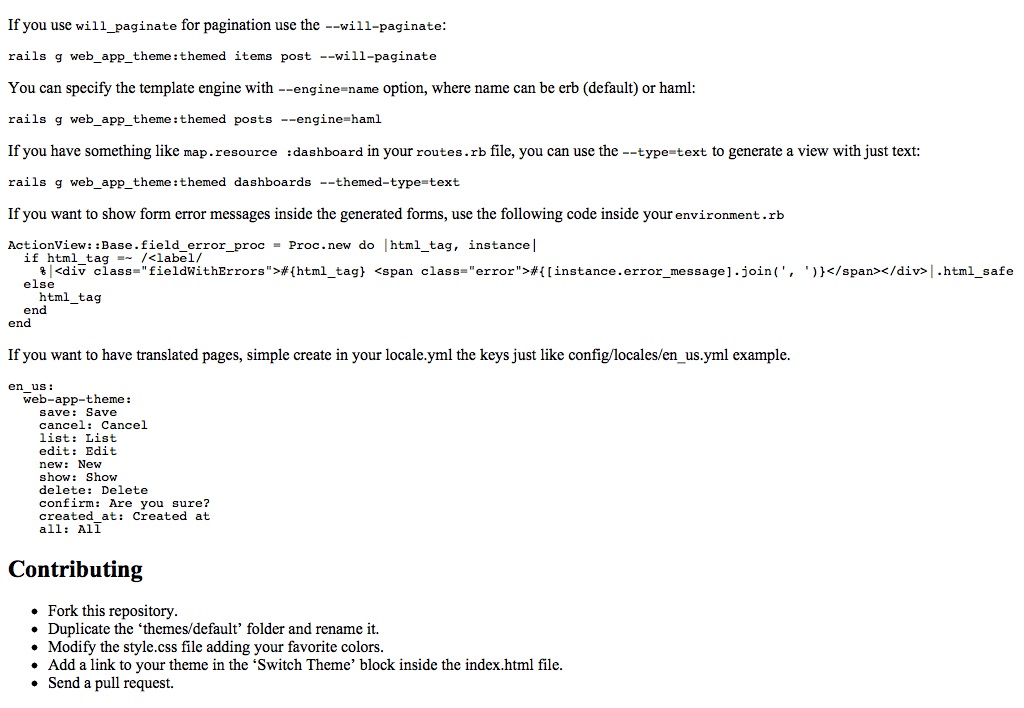 If you use will_paginate for pagination use the --will-paginate:
rails g web_app_theme:themed items post --will-paginate
You can specify the template engine with --engine=name option, where name can be erb (default) or haml:
rails g web_app_theme:themed posts --engine=haml
If you have something like map.resource :dashboard in your routes.rb file, you can use the --type=text to generate a view with just text:
rails g web_app_theme:themed dashboards --themed-type=text
If you want to show form error messages inside the generated forms, use the following code inside your environment.rb
ActionView::Base.field_error_proc = Proc.new do |html_tag, instance|
  if html_tag =~ /<label/
    %|<div class="fieldWithErrors">#{html_tag} <span class="error">#{[instance.error_message].join(', ')}</span></div>|.html_safe
  else
    html_tag
  end
end
If you want to have translated pages, simple create in your locale.yml the keys just like config/locales/en_us.yml example.
en_us:
  web-app-theme:
    save: Save
    cancel: Cancel
    list: List
    edit: Edit
    new: New
    show: Show
    delete: Delete
    confirm: Are you sure?
    created_at: Created at
    all: All
Contributing
• Fork this repository.
• Duplicate the ‘themes/default’ folder and rename it.
• Modify the style.css file adding your favorite colors.
• Add a link to your theme in the ‘Switch Theme’ block inside the index.html file.
• Send a pull request.